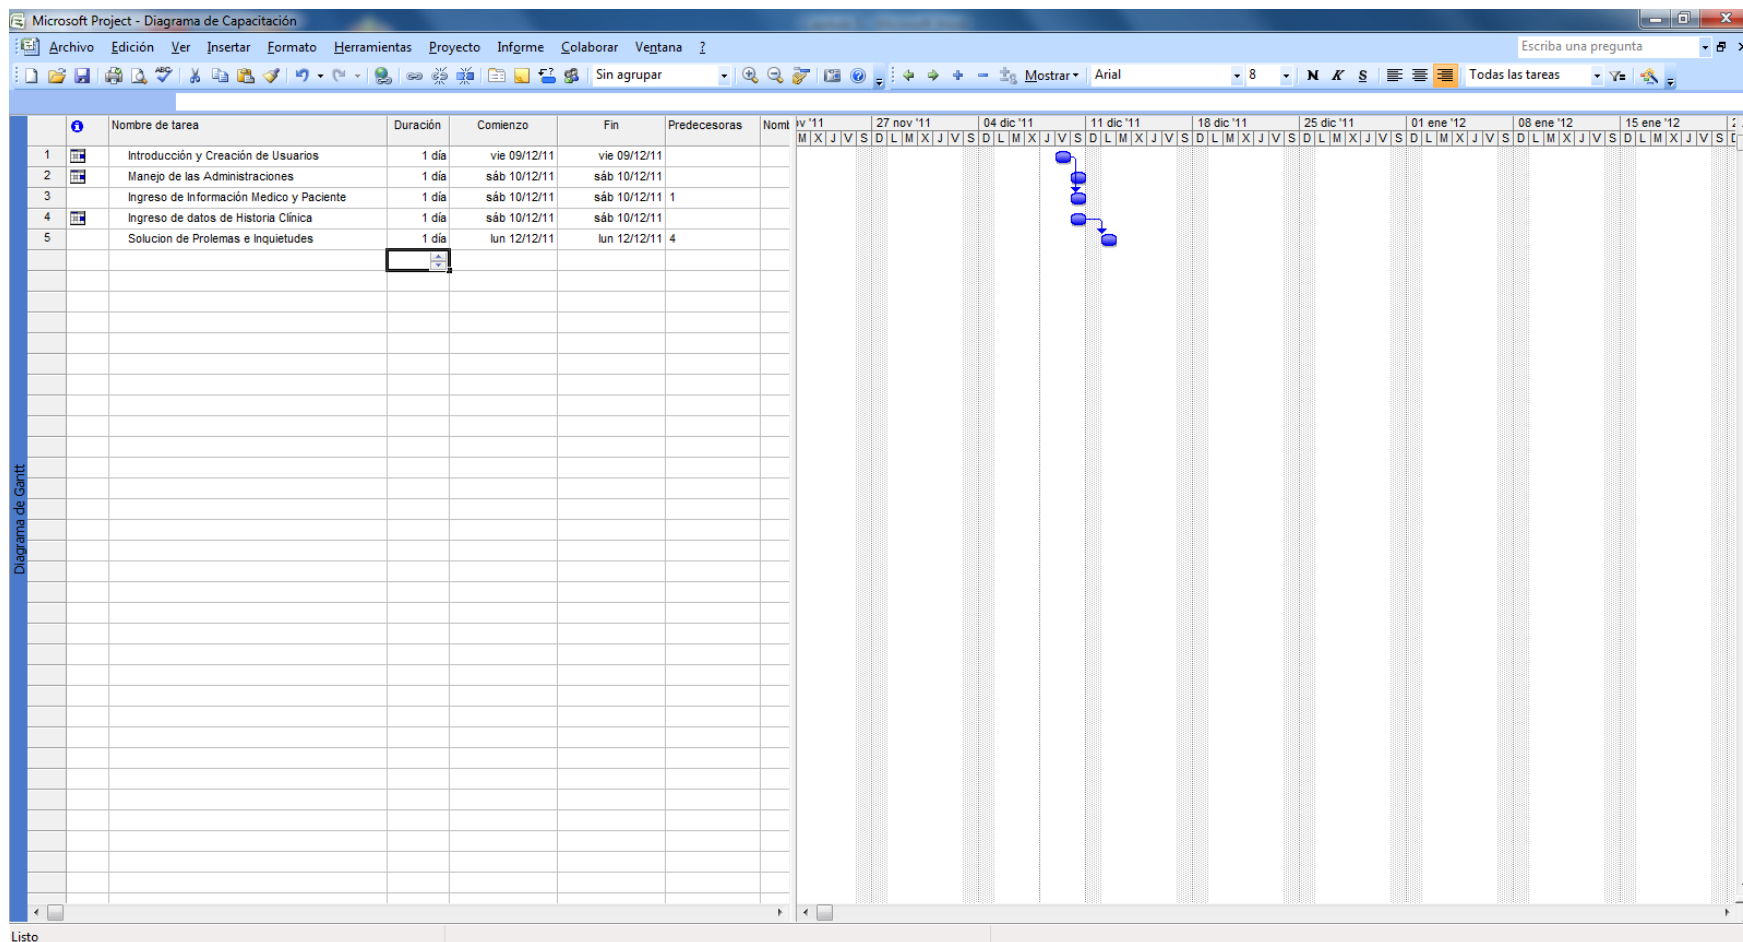 Microsoft Project - Diagrama de Capacitación
Archivo Edición Ver Insertar Formato Herramientas Proyecto Informe Colaborar Ventana ? Escriba una pregunta
Sin agrupar Mostrar Arial 8 N K S Todas las tareas
Nombre de tarea Duración Comienzo Fin Predecesoras Nomb
ov '11 27 nov '11 04 dic '11 11 dic '11 18 dic '11 25 dic '11 01 ene '12 08 ene '12 15 ene '12
M X J V S D L M X J V S D L M X J V S D L M X J V S D L M X J V S D L M X J V S D L M X J V S D L M X J V S D L M X J V S
1 Introducción y Creación de Usuarios 1 día vie 09/12/11 vie 09/12/11
2 Manejo de las Administraciones 1 día sáb 10/12/11 sáb 10/12/11
3 Ingreso de Información Medico y Paciente 1 día sáb 10/12/11 sáb 10/12/11 1
4 Ingreso de datos de Historia Clínica 1 día sáb 10/12/11 sáb 10/12/11
5 Solucion de Prolemas e Inquietudes 1 día lun 12/12/11 lun 12/12/11 4
Diagrama de Gantt
Listo